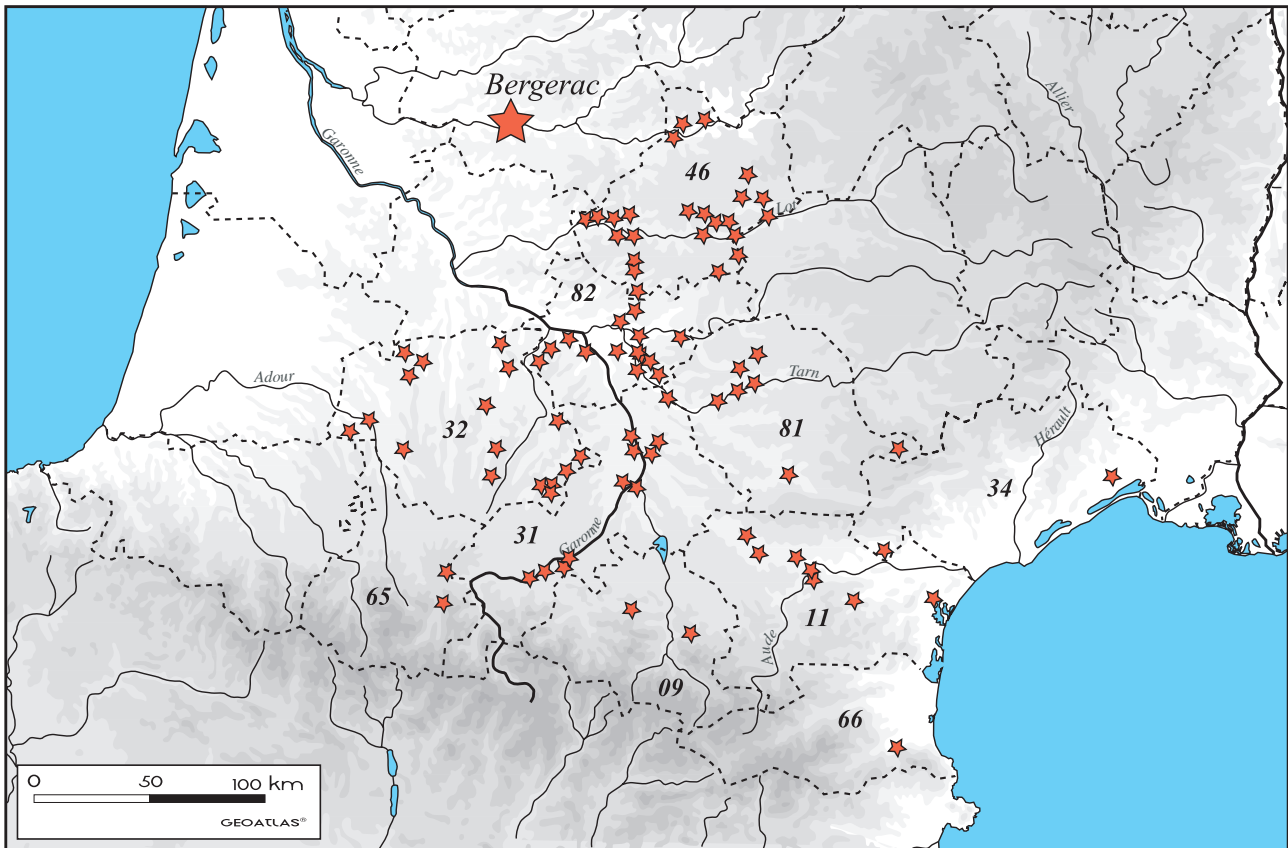 Bergerac
Garonne
Allier
46
Lot
82
Adour
Tarn
32
81
Hérault
34
31
Garonne
65
11
Aude
09
66
0 50 100 km
GEOATLAS®